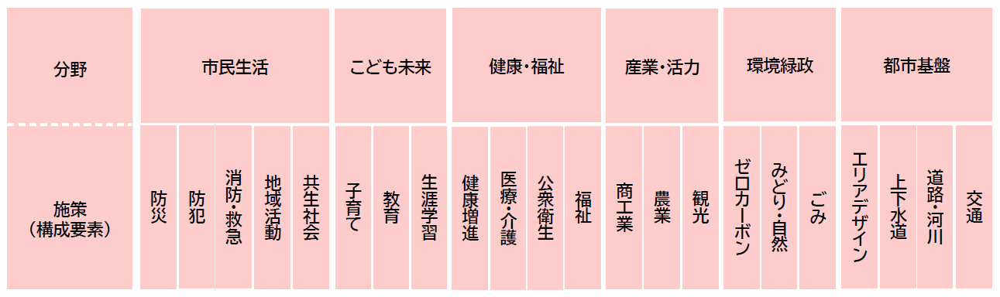 分野
市民生活
こども未来
健康・福祉
産業・活力
環境緑政
都市基盤
施策
（構成要素）
防災
防犯
消防・救急
地域活動
共生社会
子育て
教育
生涯学習
健康増進
医療・介護
公衆衛生
福祉
商工業
農業
観光
ゼロカーボン
みどり・自然
ごみ
エリアデザイン
上下水道
道路・河川
交通